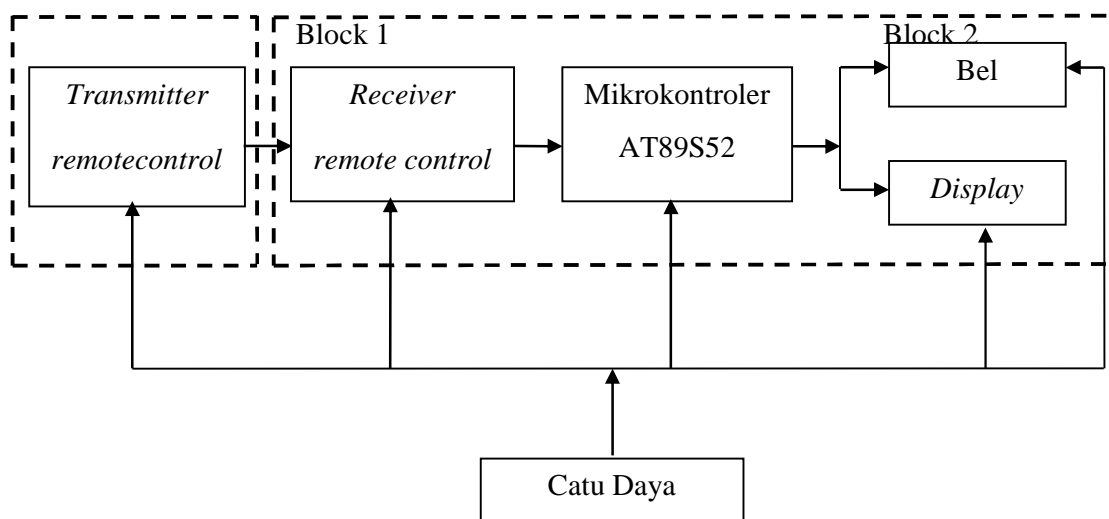 Block 1
Block 2
Transmitter
remotecontrol
Receiver
remote control
Mikrokontroler
AT89S52
Bel
Display
Catu Daya